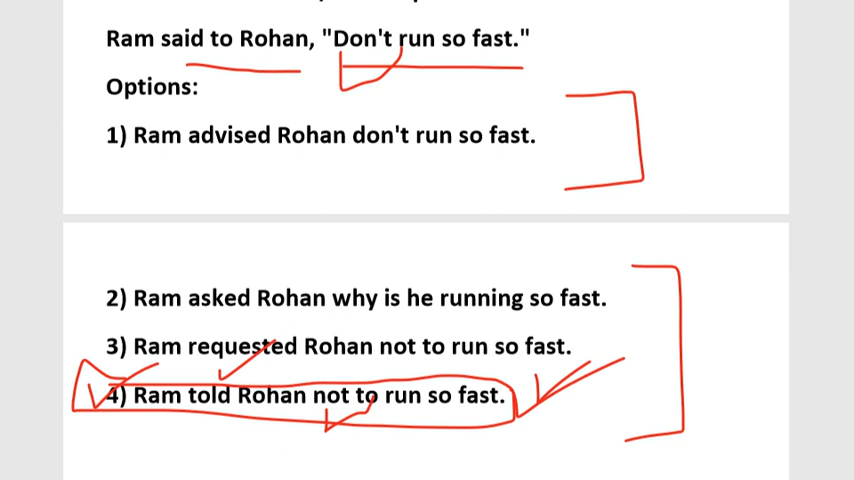 Ram said to Rohan, "Don't run so fast."
Options:
1) Ram advised Rohan don't run so fast.
2) Ram asked Rohan why is he running so fast.
3) Ram requested Rohan not to run so fast.
4) Ram told Rohan not to run so fast.